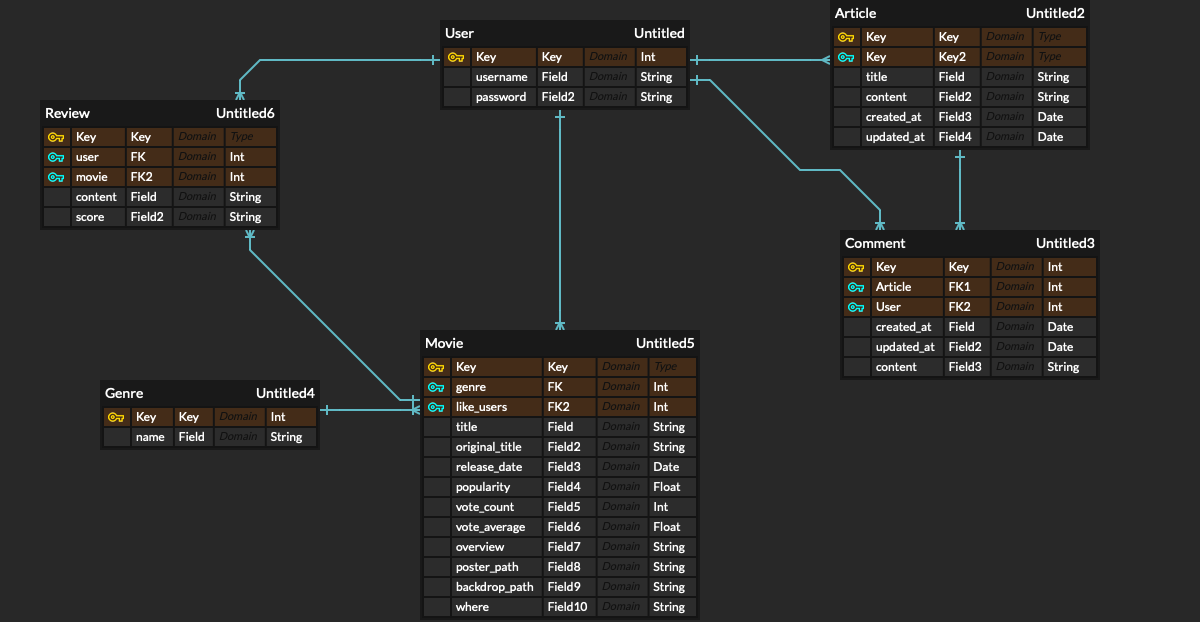 User Untitled
Key Key Domain Int
username Field Domain String
password Field2 Domain String
Article Untitled2
Key Key Domain Type
Key Key2 Domain Type
title Field Domain String
content Field2 Domain String
created_at Field3 Domain Date
updated_at Field4 Domain Date
Review Untitled6
Key Key Domain Type
user FK Domain Int
movie FK2 Domain Int
content Field Domain String
score Field2 Domain String
Comment Untitled3
Key Key Domain Int
Article FK1 Domain Int
User FK2 Domain Int
created_at Field Domain Date
updated_at Field2 Domain Date
content Field3 Domain String
Movie Untitled5
Key Key Domain Type
genre FK Domain Int
like_users FK2 Domain Int
title Field Domain String
original_title Field2 Domain String
release_date Field3 Domain Date
popularity Field4 Domain Float
vote_count Field5 Domain Int
vote_average Field6 Domain Float
overview Field7 Domain String
poster_path Field8 Domain String
backdrop_path Field9 Domain String
where Field10 Domain String
Genre Untitled4
Key Key Domain Int
name Field Domain String